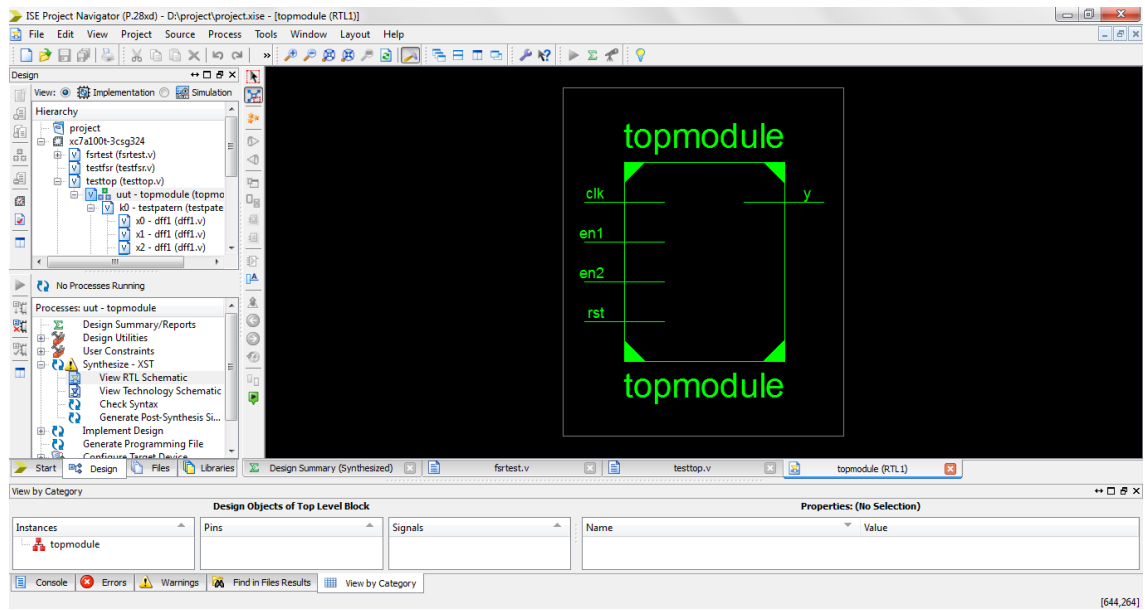 ISE Project Navigator (P.28xd) - D:\project\project.xise - [topmodule (RTL1)]
File Edit View Project Source Process Tools Window Layout Help
Design
View: Implementation Simulation
Hierarchy
project
xc7a100t-3csg324
fsrtest (fsrtest.v)
testfsr (testfsr.v)
testtop (testtop.v)
uut - topmodule (topmo
k0 - testpatern (testpate
x0 - dff1 (dff1.v)
x1 - dff1 (dff1.v)
x2 - dff1 (dff1.v)
No Processes Running
Processes: uut - topmodule
Design Summary/Reports
Design Utilities
User Constraints
Synthesize - XST
View RTL Schematic
View Technology Schematic
Check Syntax
Generate Post-Synthesis Si...
Implement Design
Generate Programming File
Configure Target Device
topmodule
clk
y
en1
en2
rst
topmodule
Start Design Files Libraries
Design Summary (Synthesized) fsrtest.v testtop.v topmodule (RTL1)
View by Category
Design Objects of Top Level Block
Properties: (No Selection)
Instances Pins Signals Name Value
topmodule
Console Errors Warnings Find in Files Results View by Category
[644,264]